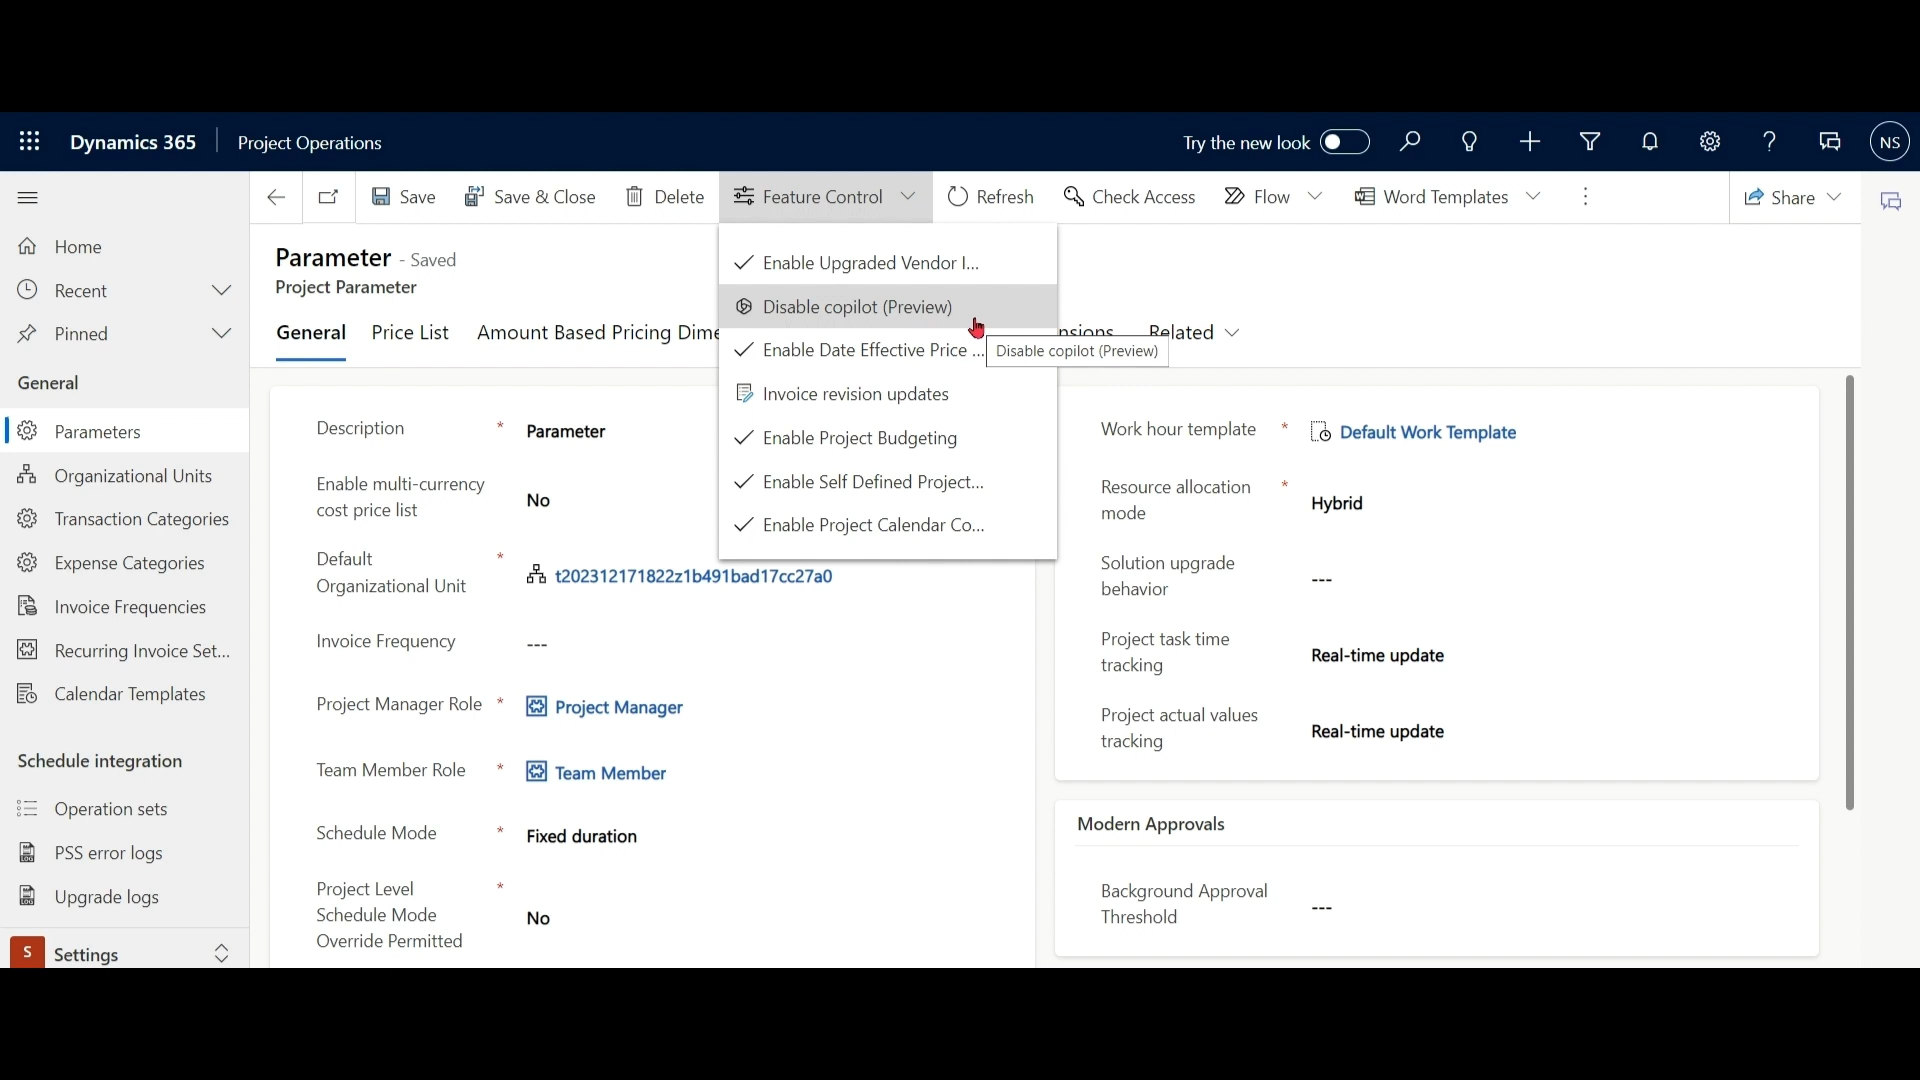 Dynamics 365
Project Operations
Try the new look
NS
Save
Save & Close
Delete
Feature Control
Refresh
Check Access
Flow
Word Templates
Share
Home
Recent
Pinned
General
Parameters
Organizational Units
Transaction Categories
Expense Categories
Invoice Frequencies
Recurring Invoice Set...
Calendar Templates
Schedule integration
Operation sets
PSS error logs
Upgrade logs
S
Settings
Parameter - Saved
Project Parameter
General
Price List
Amount Based Pricing Dime
nsions
Related
Enable Upgraded Vendor I...
Disable copilot (Preview)
Enable Date Effective Price ...
Invoice revision updates
Enable Project Budgeting
Enable Self Defined Project...
Enable Project Calendar Co...
Disable copilot (Preview)
Description * Parameter
Enable multi-currency
cost price list
No
Default
Organizational Unit
* t202312171822z1b491bad17cc27a0
Invoice Frequency ---
Project Manager Role * Project Manager
Team Member Role * Team Member
Schedule Mode * Fixed duration
Project Level
Schedule Mode
Override Permitted
* No
Work hour template * Default Work Template
Resource allocation
mode
* Hybrid
Solution upgrade
behavior
---
Project task time
tracking
Real-time update
Project actual values
tracking
Real-time update
Modern Approvals
Background Approval
Threshold
---